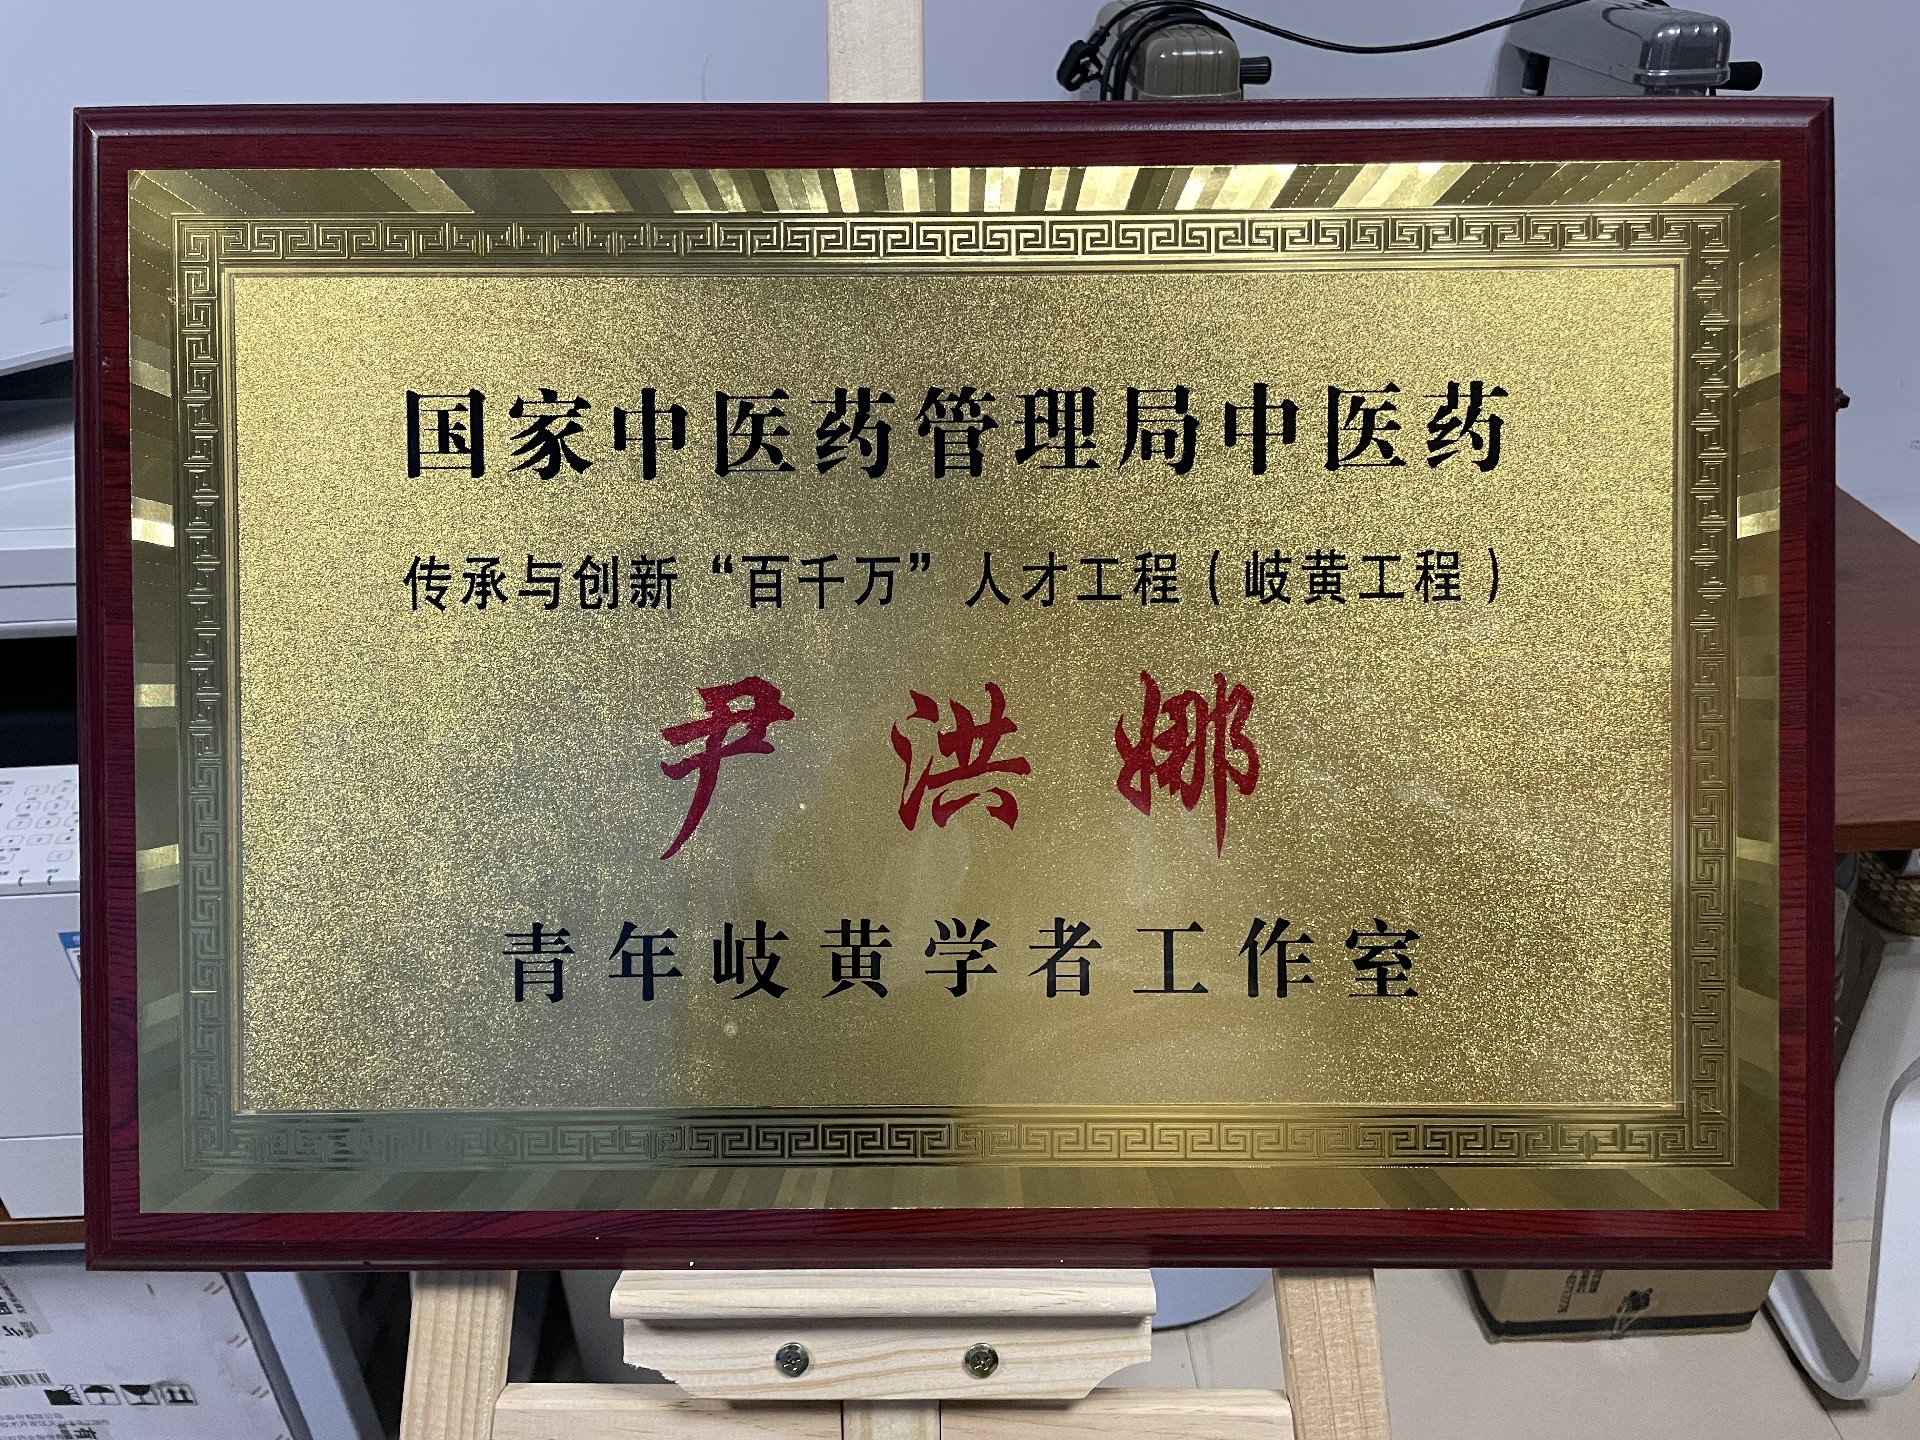 国家中医药管理局中医药
传承与创新“百千万”人才工程（岐黄工程）
尹洪娜
青年岐黄学者工作室